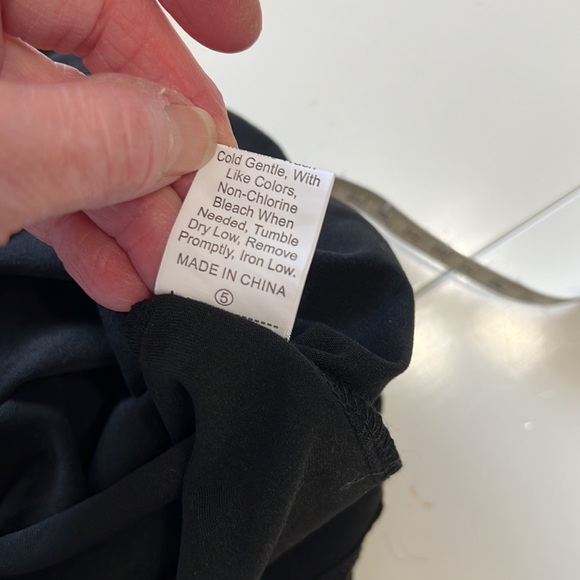 Cold Gentle, With
Like Colors,
Non-Chlorine
Bleach When
Needed, Tumble
Dry Low, Remove
Promptly, Iron Low.
MADE IN CHINA
5